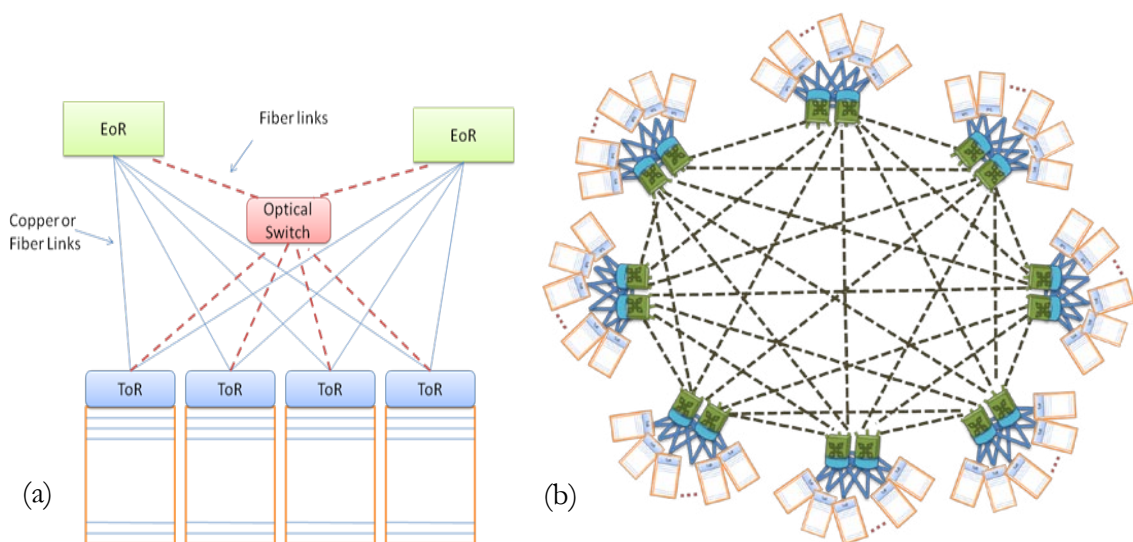 EoR
EoR
Fiber links
Optical
Switch
Copper or
Fiber Links
ToR
ToR
ToR
ToR
(a)
(b)